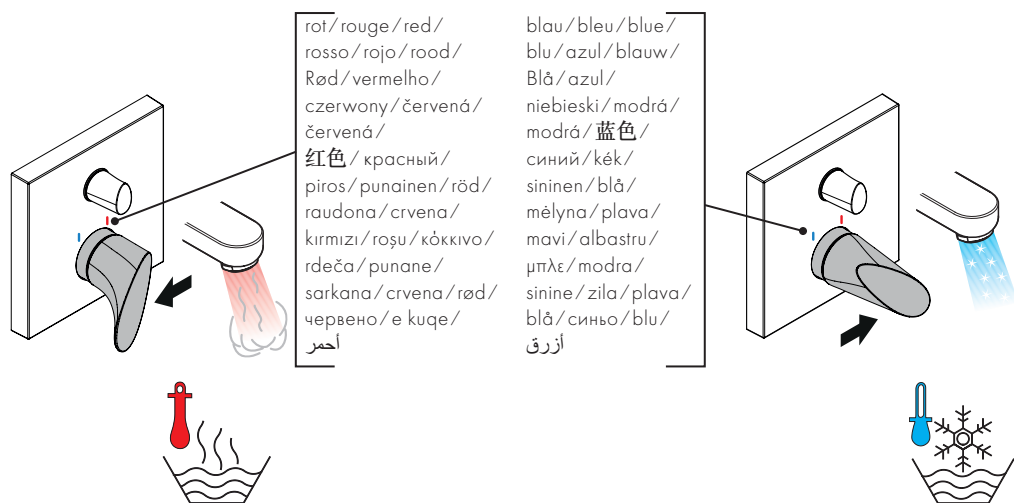 rot/rouge/red/
rosso/rojo/rood/
Rød/vermelho/
czerwony/červená/
červená/
红色/красный/
piros/punainen/röd/
raudona/crvena/
kırmızı/roşu/κόκκινο/
rdeča/punane/
sarkana/crvena/rød/
червено/e kuqe/
أحمر
blau/bleu/blue/
blu/azul/blauw/
Blå/azul/
niebieski/modrá/
modrá/蓝色/
синий/kék/
sininen/blå/
mėlyna/plava/
mavi/albastru/
μπλε/modra/
sinine/zila/plava/
blå/синьо/blu/
أزرق